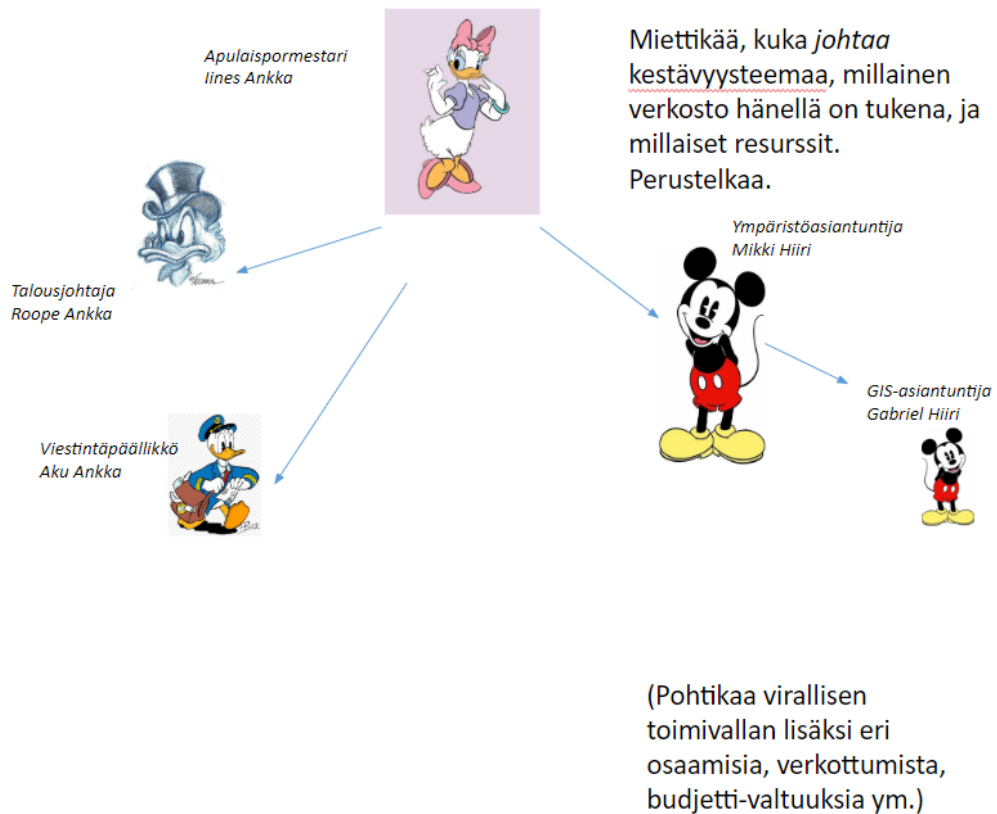 Apulaispormestari
Iines Ankka
Miettikää, kuka johtaa
kestävyysteemaa, millainen
verkosto hänellä on tukena, ja
millaiset resurssit.
Perustelkaa.
Talousjohtaja
Roope Ankka
Ympäristöasiantuntija
Mikki Hiiri
GIS-asiantuntija
Gabriel Hiiri
Viestintäpäällikkö
Aku Ankka
(Pohtikaa virallisen
toimivallan lisäksi eri
osaamisia, verkottumista,
budjetti-valtuuksia ym.)